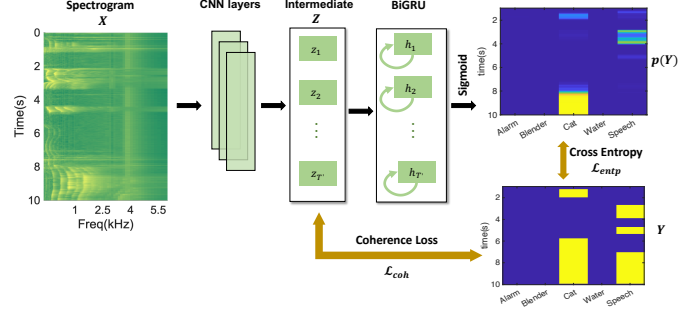 Spectrogram
X
CNN layers
Intermediate
Z
BiGRU
Sigmoid
p(Y)
Time(s)
0
2
4
6
8
10
1
2.5
4
5.5
Freq(kHz)
z1
z2
⋮
zT'
h1
h2
⋮
hT'
time(s)
2
4
6
8
10
Alarm
Blender
Cat
Water
Speech
Cross Entropy
Lentp
Coherence Loss
Lcoh
time(s)
2
4
6
8
10
Alarm
Blender
Cat
Water
Speech
Y